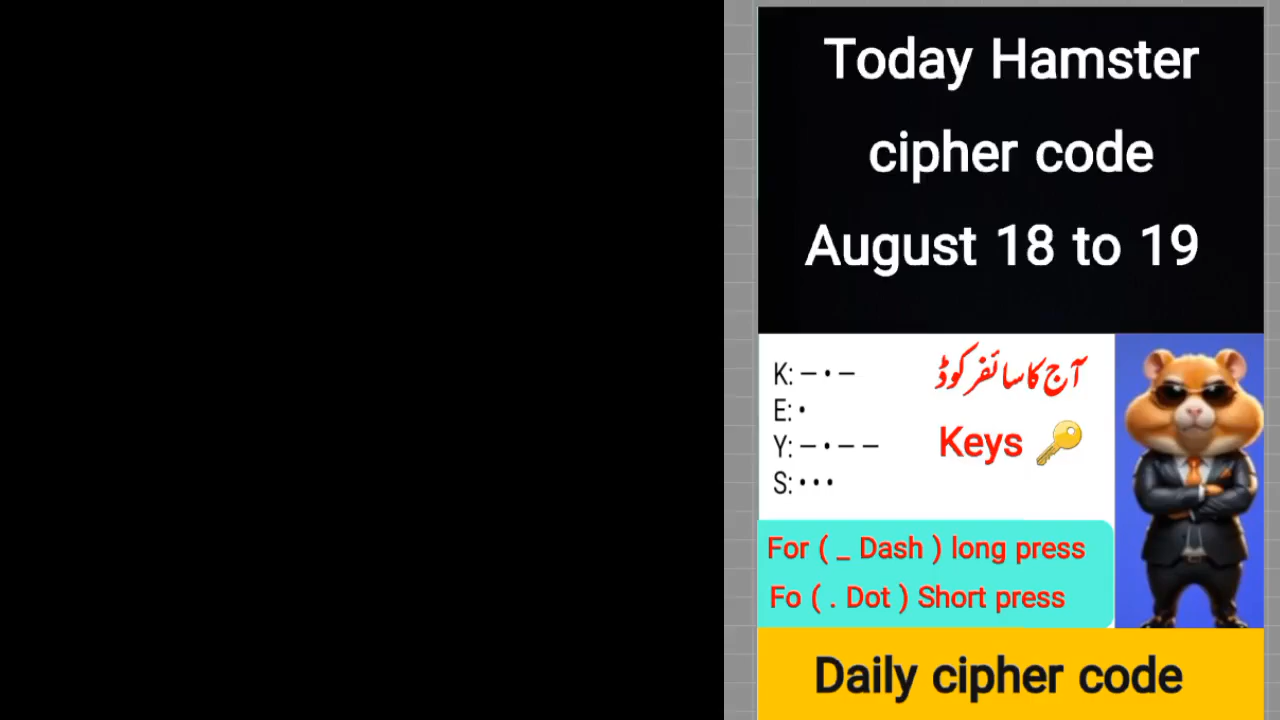 Today Hamster
cipher code
August 18 to 19
K: – • –
E: •
Y: – • – –
S: • • •
آج کا سائفر کوڈ
Keys 🔑
For ( _ Dash ) long press
Fo ( . Dot ) Short press
Daily cipher code